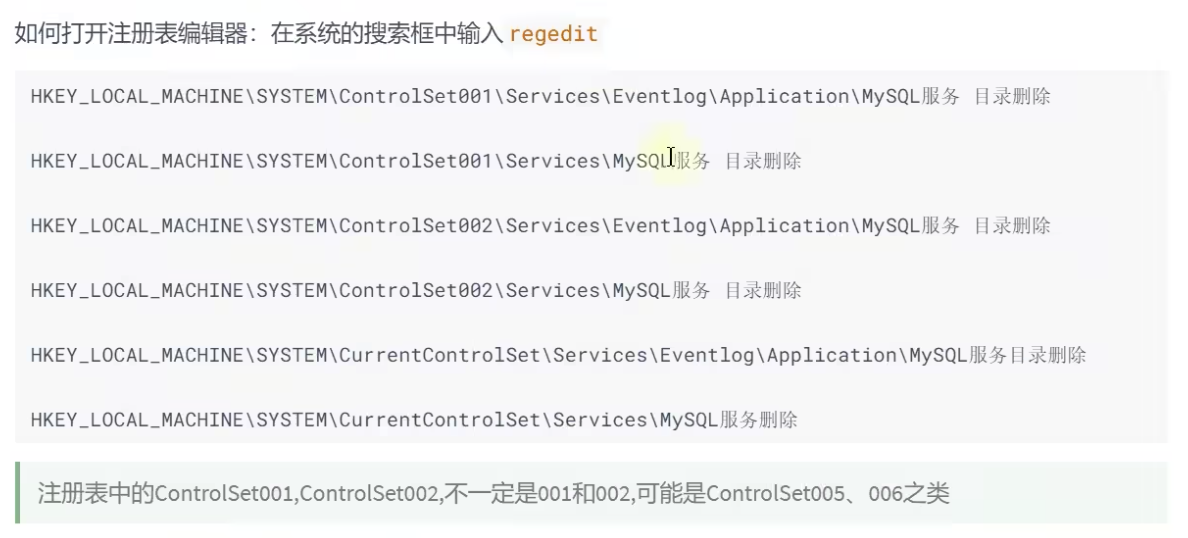 如何打开注册表编辑器：在系统的搜索框中输入 regedit
HKEY_LOCAL_MACHINE\SYSTEM\ControlSet001\Services\Eventlog\Application\MySQL服务 目录删除
HKEY_LOCAL_MACHINE\SYSTEM\ControlSet001\Services\MySQL服务 目录删除
HKEY_LOCAL_MACHINE\SYSTEM\ControlSet002\Services\Eventlog\Application\MySQL服务 目录删除
HKEY_LOCAL_MACHINE\SYSTEM\ControlSet002\Services\MySQL服务 目录删除
HKEY_LOCAL_MACHINE\SYSTEM\CurrentControlSet\Services\Eventlog\Application\MySQL服务目录删除
HKEY_LOCAL_MACHINE\SYSTEM\CurrentControlSet\Services\MySQL服务删除
注册表中的ControlSet001,ControlSet002,不一定是001和002,可能是ControlSet005、006之类